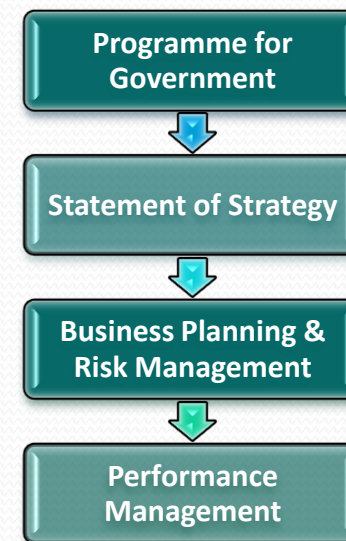 Programme for
Government
Statement of Strategy
Business Planning &
Risk Management
Performance
Management